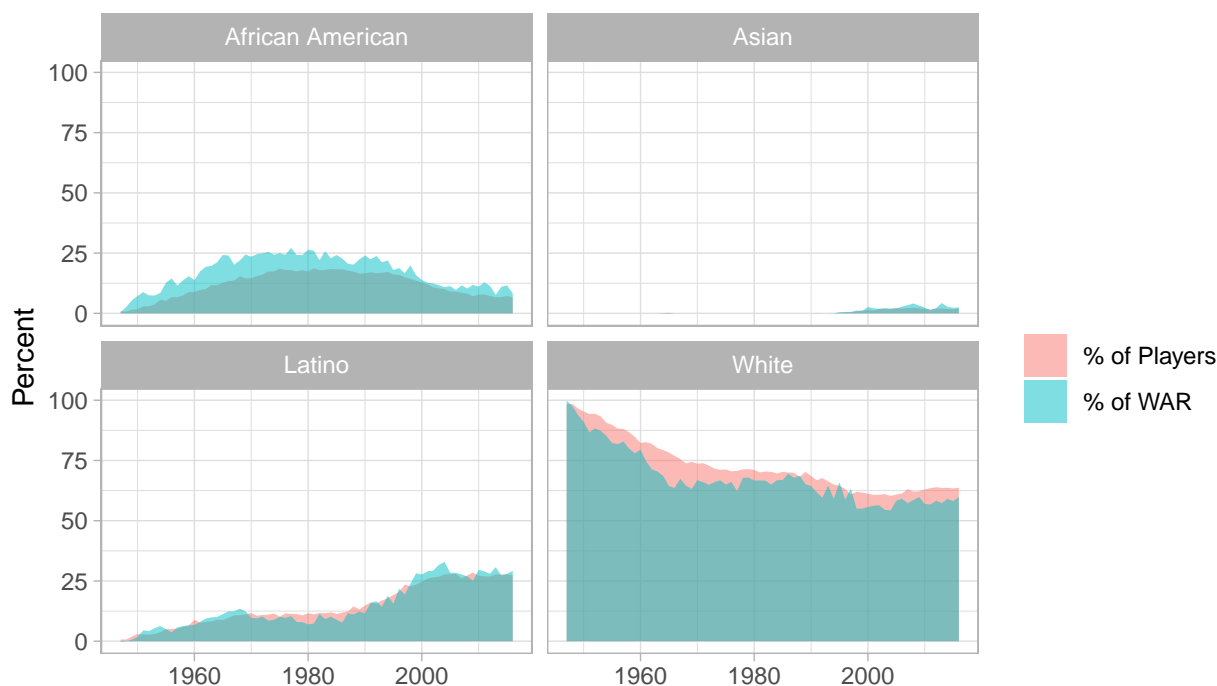 African American
Asian
100
75
50
25
0
Latino
White
100
75
50
25
0
1960
1980
2000
1960
1980
2000
Percent
% of Players
% of WAR